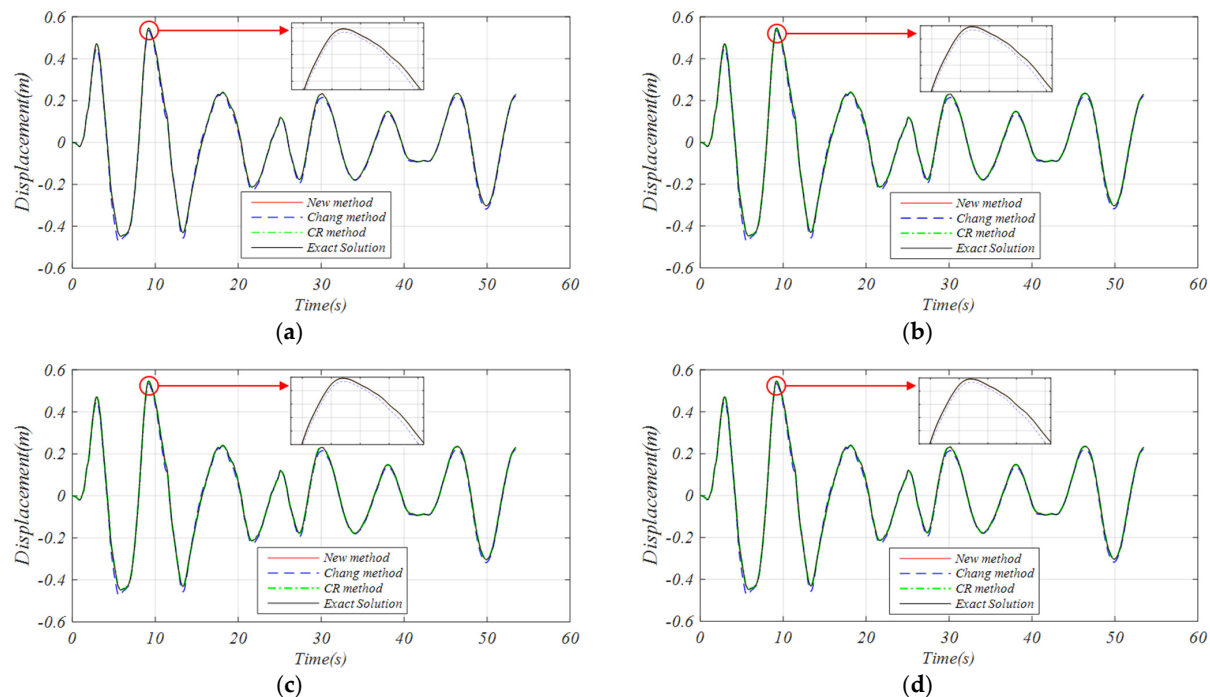 0.6
0.4
0.2
0
-0.2
-0.4
-0.6
Displacement(m)
New method
Chang method
CR method
Exact Solution
0 10 20 30 40 50 60
Time(s)
(a)
0.6
0.4
0.2
0
-0.2
-0.4
-0.6
Displacement(m)
New method
Chang method
CR method
Exact Solution
0 10 20 30 40 50 60
Time(s)
(b)
0.6
0.4
0.2
0
-0.2
-0.4
-0.6
Displacement(m)
New method
Chang method
CR method
Exact Solution
0 10 20 30 40 50 60
Time(s)
(c)
0.6
0.4
0.2
0
-0.2
-0.4
-0.6
Displacement(m)
New method
Chang method
CR method
Exact Solution
0 10 20 30 40 50 60
Time(s)
(d)